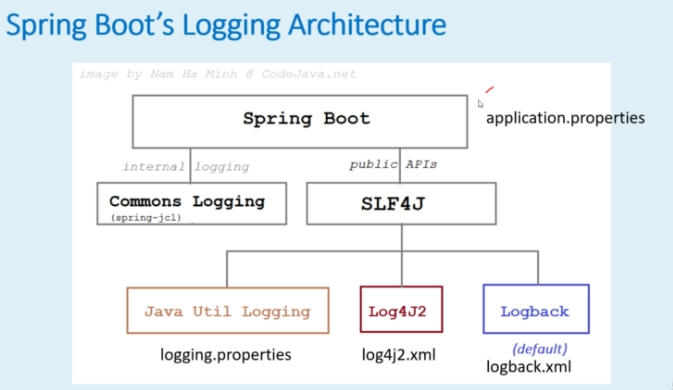 Spring Boot's Logging Architecture
image by Nam Ha Minh @ CodeJava.net
Spring Boot
application.properties
internal logging
public APIs
Commons Logging
(spring-jcl)
SLF4J
Java Util Logging
Log4J2
Logback
logging.properties
log4j2.xml
(default)
logback.xml